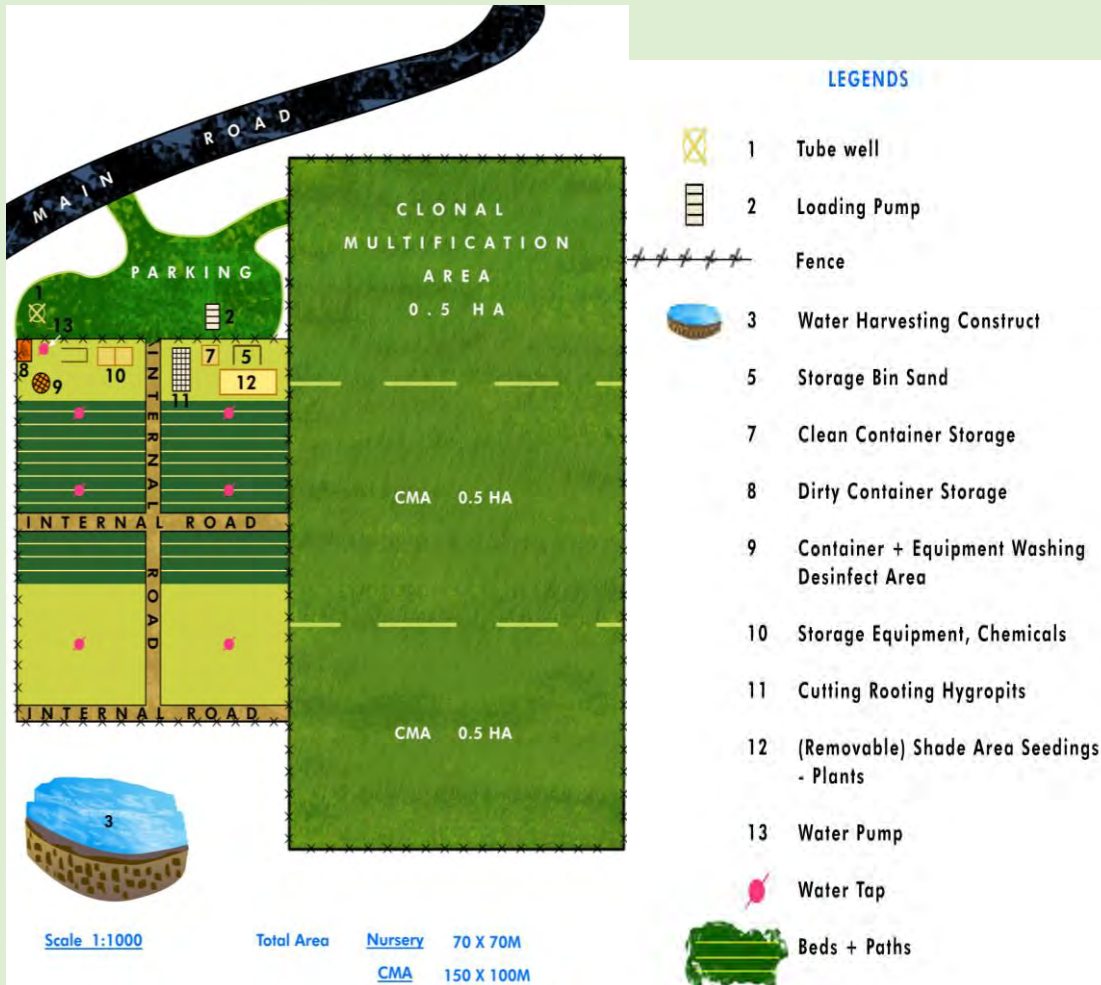 MAIN ROAD
PARKING
1
13
2
8
9
10
11
7
5
12
INTERNAL ROAD
INTERNAL ROAD
INTERNAL ROAD
CLONAL
MULTIFICATION
AREA
0.5 HA
CMA 0.5 HA
CMA 0.5 HA
3
Scale 1:1000
Total Area Nursery 70 X 70M
CMA 150 X 100M
LEGENDS
1 Tube well
2 Loading Pump
Fence
3 Water Harvesting Construct
5 Storage Bin Sand
7 Clean Container Storage
8 Dirty Container Storage
9 Container + Equipment Washing
Desinfect Area
10 Storage Equipment, Chemicals
11 Cutting Rooting Hygropits
12 (Removable) Shade Area Seedings
- Plants
13 Water Pump
Water Tap
Beds + Paths